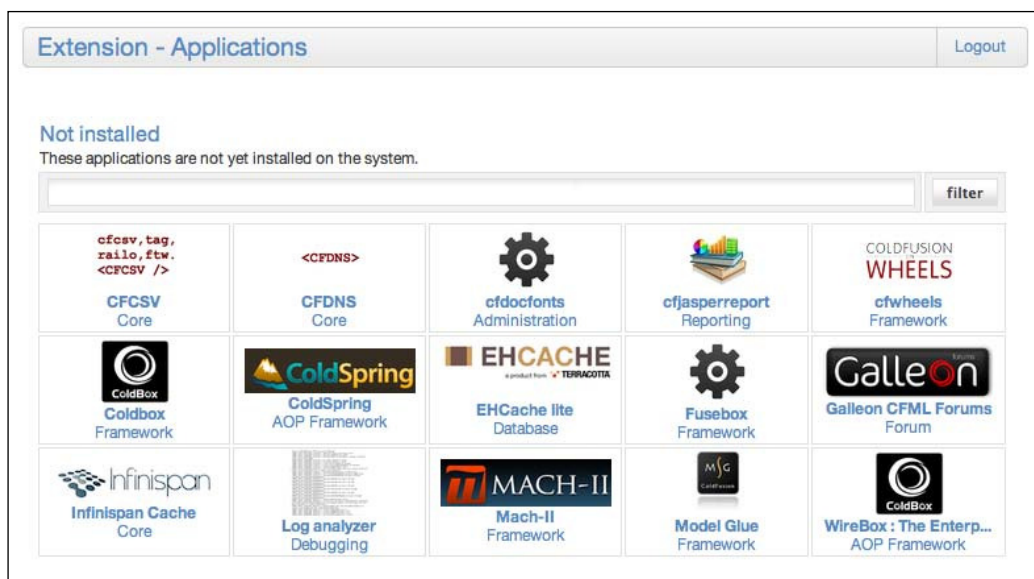 Extension - Applications
Logout
Not installed
These applications are not yet installed on the system.
filter
cfcsv,tag,
railo,ftw.
<CFCSV />
CFCSV
Core
<CFDNS>
CFDNS
Core
cfdocfonts
Administration
cfjasperreport
Reporting
COLDFUSION
ON
WHEELS
cfwheels
Framework
ColdBox
Coldbox
Framework
ColdSpring
ColdSpring
AOP Framework
EHCACHE
a product from TERRACOTTA
EHCache lite
Database
Fusebox
Framework
Galleon
forums
Galleon CFML Forums
Forum
Infinispan
Infinispan Cache
Core
Log analyzer
Debugging
MACH-II
Mach-II
Framework
MG
ColdFusion
Model Glue
Framework
ColdBox
WireBox : The Enterp...
AOP Framework